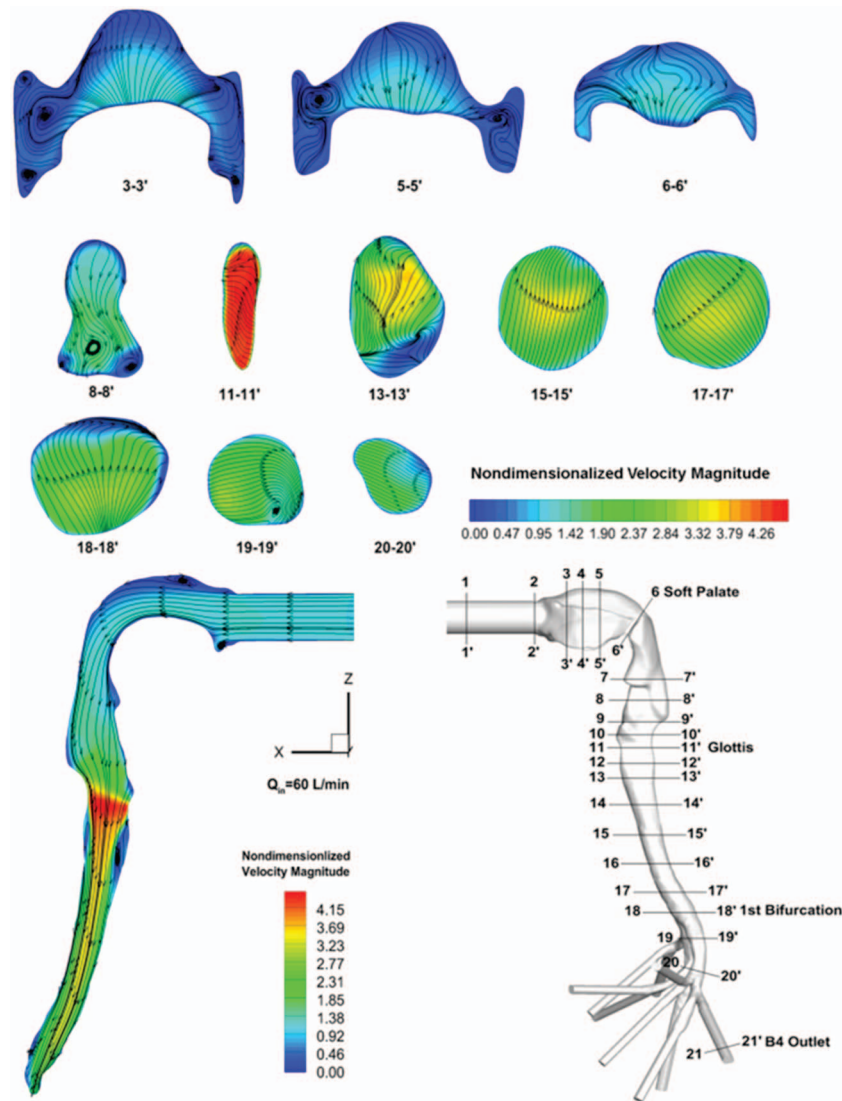 3-3'
5-5'
6-6'
8-8'
11-11'
13-13'
15-15'
17-17'
18-18'
19-19'
20-20'
Nondimensionalized Velocity Magnitude
0.00 0.47 0.95 1.42 1.90 2.37 2.84 3.32 3.79 4.26
Z
X
Y
Qin=60 L/min
Nondimensionlized
Velocity Magnitude
4.15
3.69
3.23
2.77
2.31
1.85
1.38
0.92
0.46
0.00
1 2 3 4 5
6 Soft Palate
1' 2' 3' 4' 5' 6'
7 7'
8 8'
9 9'
10 10'
11 11' Glottis
12 12'
13 13'
14 14'
15 15'
16 16'
17 17'
18 18' 1st Bifurcation
19 19'
20 20'
21 21' B4 Outlet